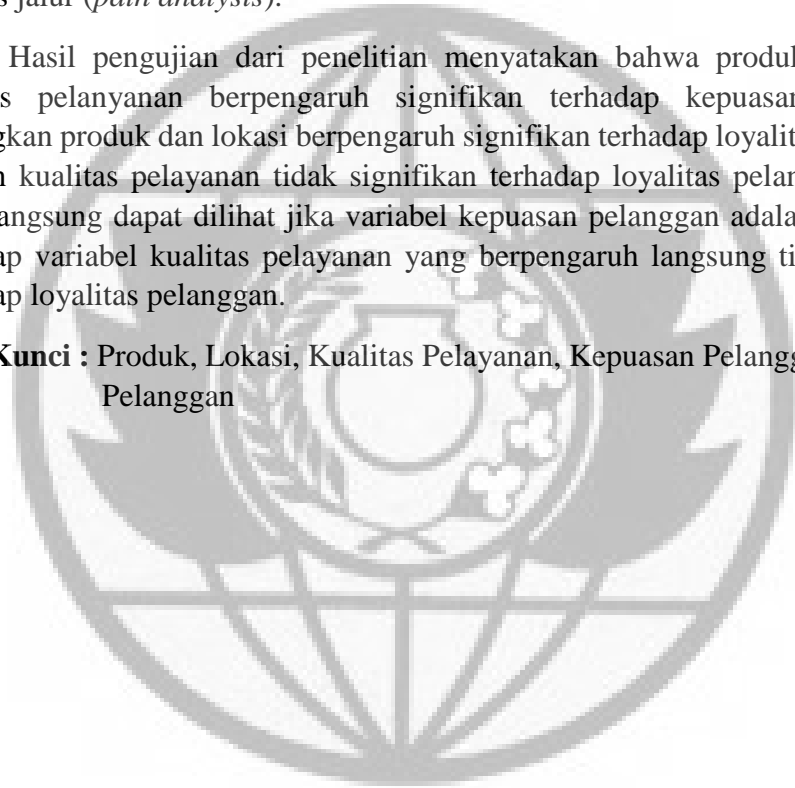 s jalur (path analysis).
Hasil pengujian dari penelitian menyatakan bahwa produk
s pelanyanan berpengaruh signifikan terhadap kepuasan
gkan produk dan lokasi berpengaruh signifikan terhadap loyalit
n kualitas pelayanan tidak signifikan terhadap loyalitas pelan
angsung dapat dilihat jika variabel kepuasan pelanggan adala
ap variabel kualitas pelayanan yang berpengaruh langsung ti
ap loyalitas pelanggan.
Kunci : Produk, Lokasi, Kualitas Pelayanan, Kepuasan Pelangg
Pelanggan